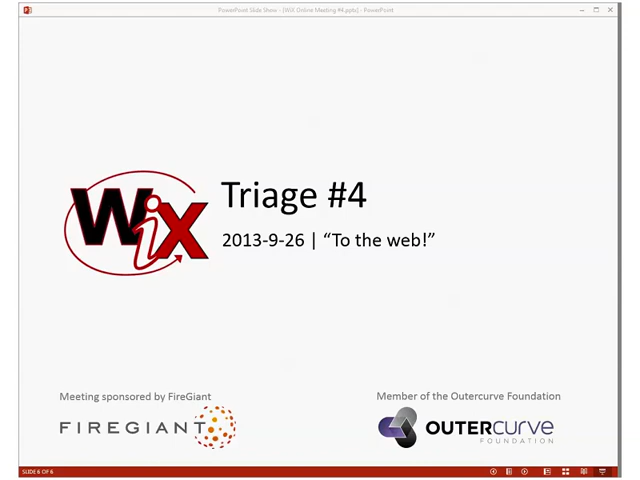 PowerPoint Slide Show - [WiX Online Meeting #4.pptx] - PowerPoint
WiX
Triage #4
2013-9-26 | “To the web!”
Meeting sponsored by FireGiant
Member of the Outercurve Foundation
FIREGIANT
OUTERCURVE
FOUNDATION
SLIDE 6 OF 6